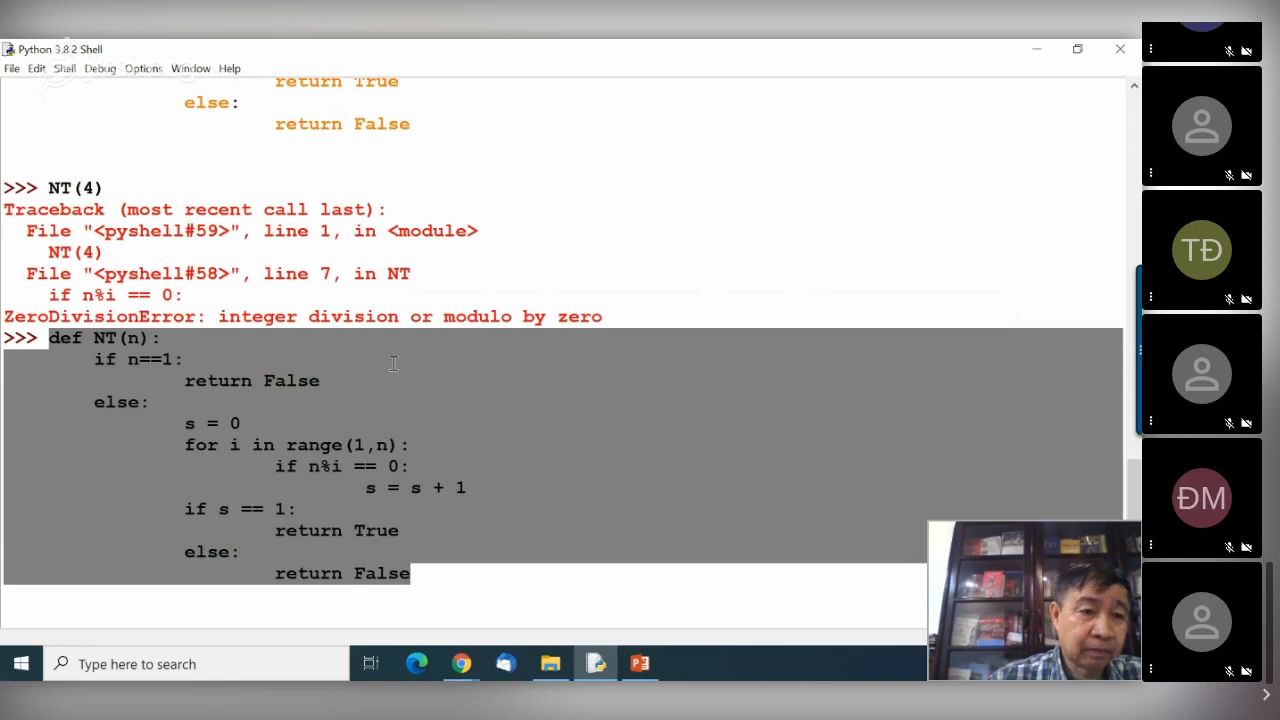 Python 3.8.2 Shell
File Edit Shell Debug Options Window Help
return True
else:
return False
>>> NT(4)
Traceback (most recent call last):
File "<pyshell#59>", line 1, in <module>
NT(4)
File "<pyshell#58>", line 7, in NT
if n%i == 0:
ZeroDivisionError: integer division or modulo by zero
>>> def NT(n):
if n==1:
return False
else:
s = 0
for i in range(1,n):
if n%i == 0:
s = s + 1
if s == 1:
return True
else:
return False
Type here to search
TĐ
ĐM